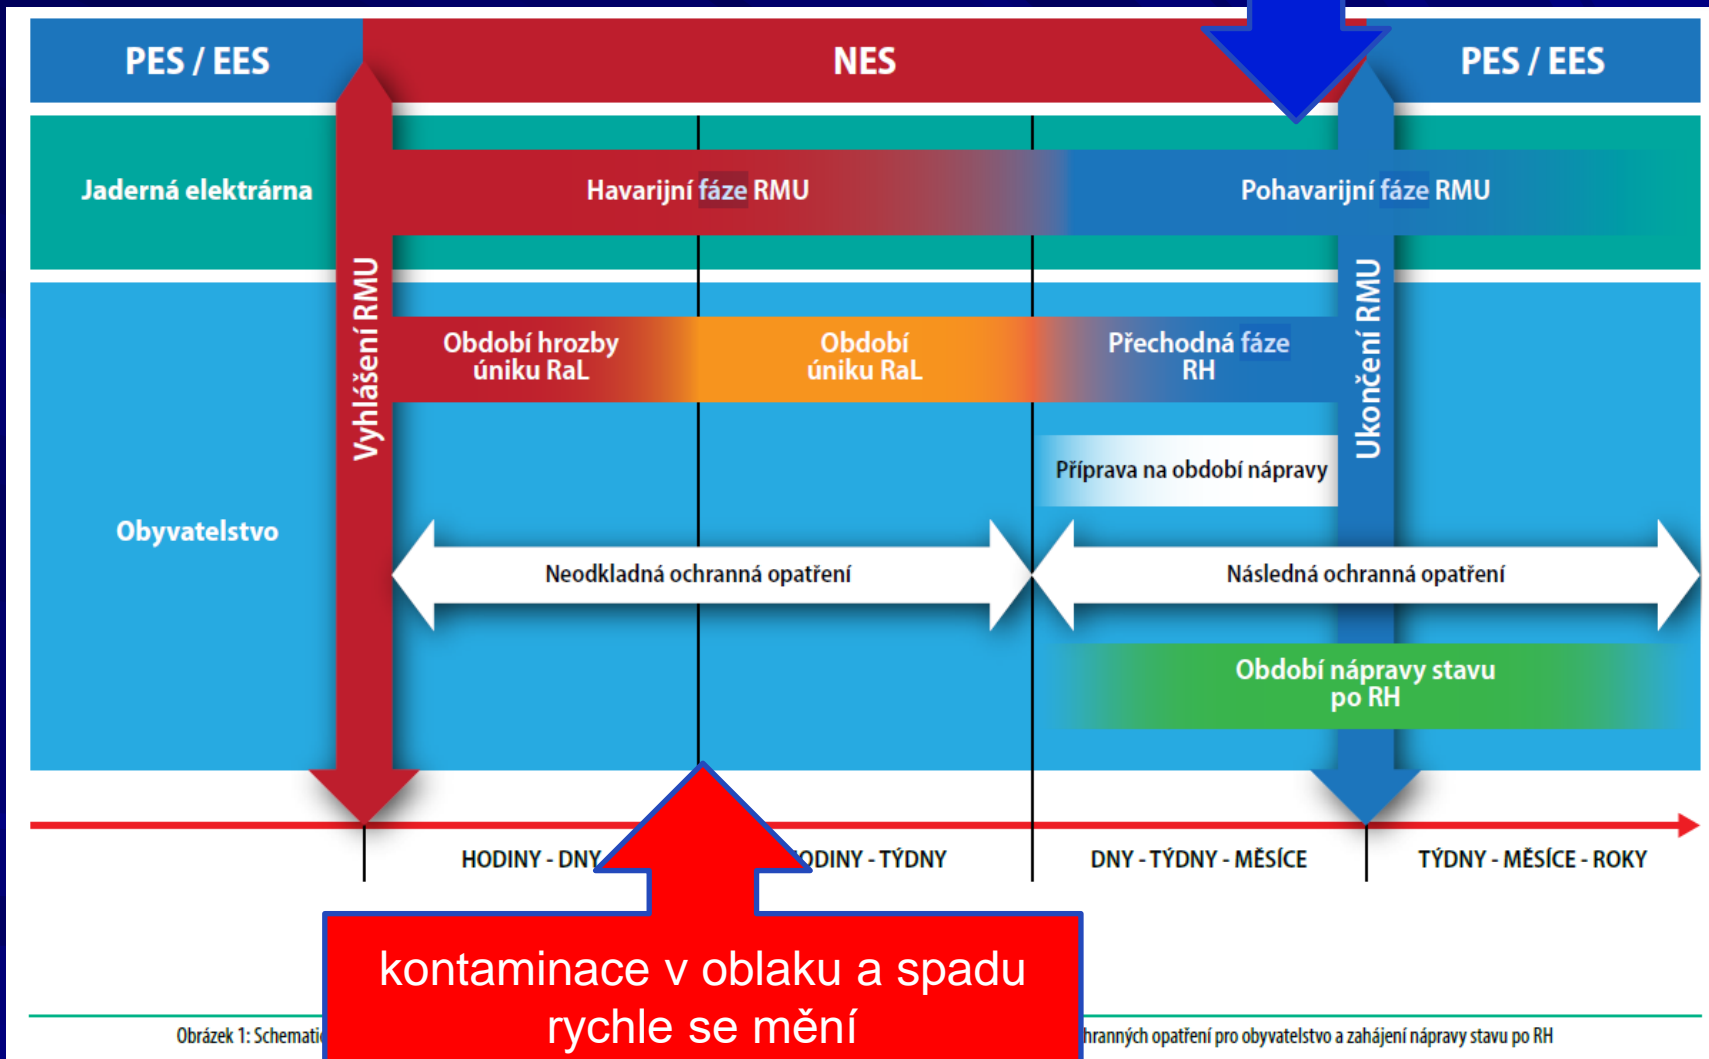 PES / EES
NES
PES / EES
Jaderná elektrárna
Havarijní fáze RMU
Pohavarijní fáze RMU
Vyhlášení RMU
Ukončení RMU
Období hrozby
úniku RaL
Období
úniku RaL
Přechodná fáze
RH
Příprava na období nápravy
Obyvatelstvo
Neodkladná ochranná opatření
Následná ochranná opatření
Období nápravy stavu
po RH
HODINY - DNY
ODINY - TÝDNY
DNY - TÝDNY - MĚSÍCE
TÝDNY - MĚSÍCE - ROKY
kontaminace v oblaku a spadu
rychle se mění
Obrázek 1: Schematic
hranných opatření pro obyvatelstvo a zahájení nápravy stavu po RH